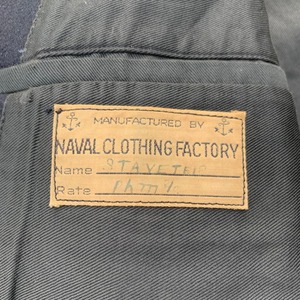 MANUFACTURED BY
NAVAL CLOTHING FACTORY
Name
Rate